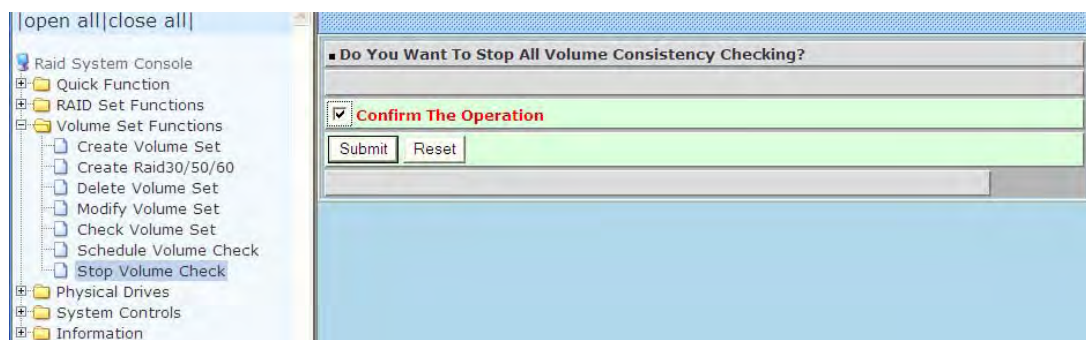 |open all|close all|
Raid System Console
Quick Function
RAID Set Functions
Volume Set Functions
Create Volume Set
Create Raid30/50/60
Delete Volume Set
Modify Volume Set
Check Volume Set
Schedule Volume Check
Stop Volume Check
Physical Drives
System Controls
Information
Do You Want To Stop All Volume Consistency Checking?
Confirm The Operation
Submit Reset